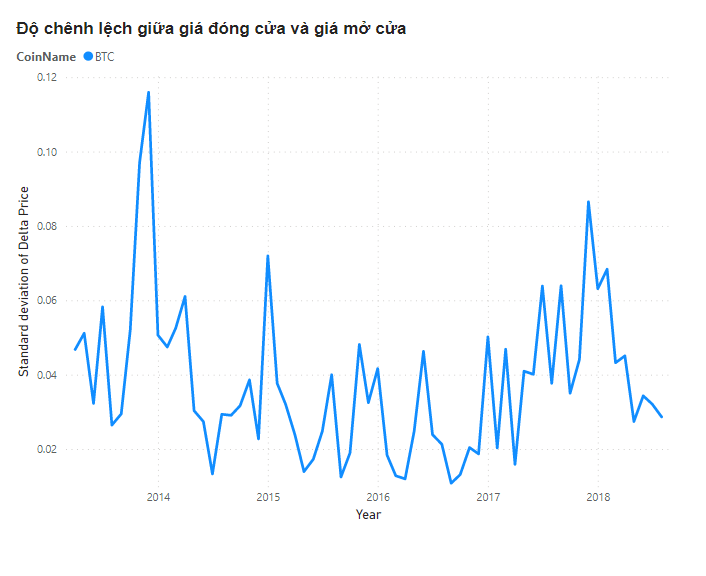 Độ chênh lệch giữa giá đóng cửa và giá mở cửa
CoinName BTC
0.12
0.10
0.08
0.06
0.04
0.02
Standard deviation of Delta Price
2014 2015 2016 2017 2018
Year